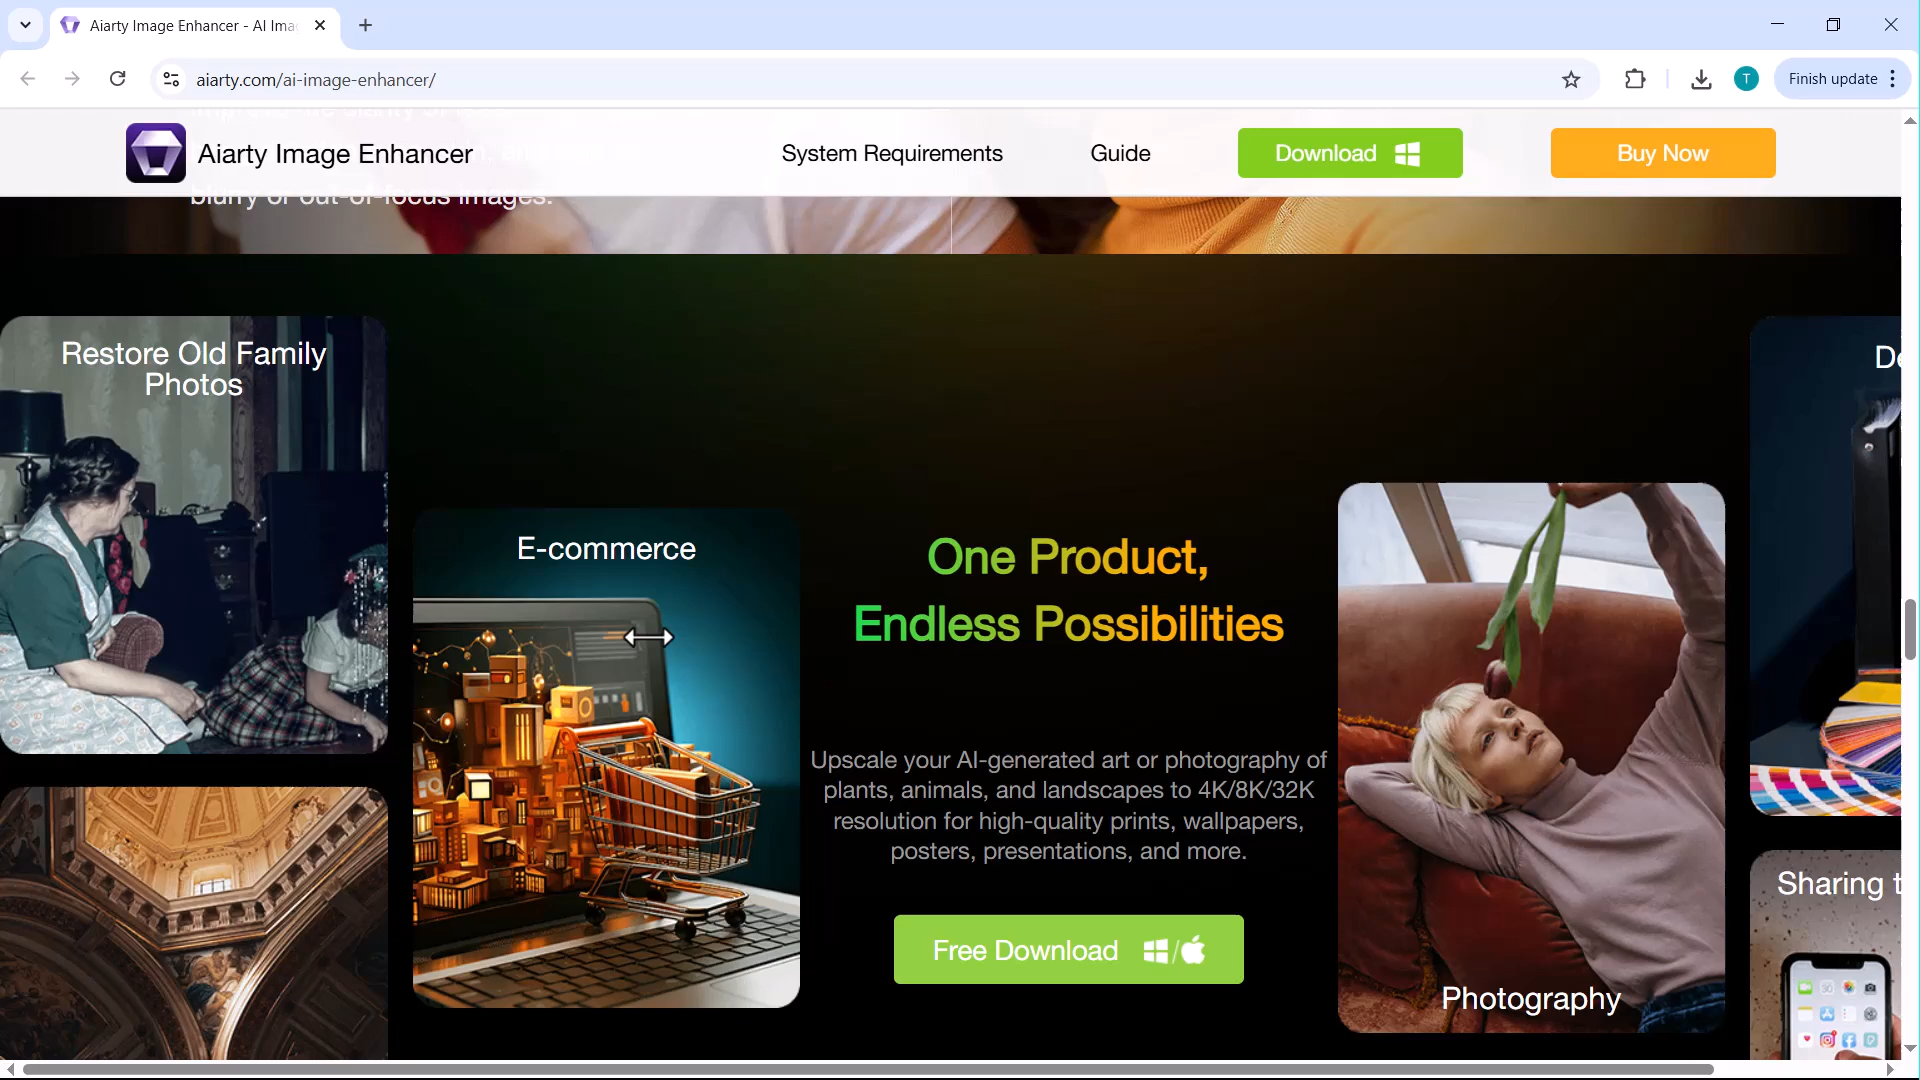 Aiarty Image Enhancer - AI Ima
aiarty.com/ai-image-enhancer/
T
Finish update
Aiarty Image Enhancer
System Requirements
Guide
Download
Buy Now
blurry or out-of-focus images.
Restore Old Family
Photos
E-commerce
One Product,
Endless Possibilities
Upscale your AI-generated art or photography of
plants, animals, and landscapes to 4K/8K/32K
resolution for high-quality prints, wallpapers,
posters, presentations, and more.
Free Download
/
Photography
De
Sharing t